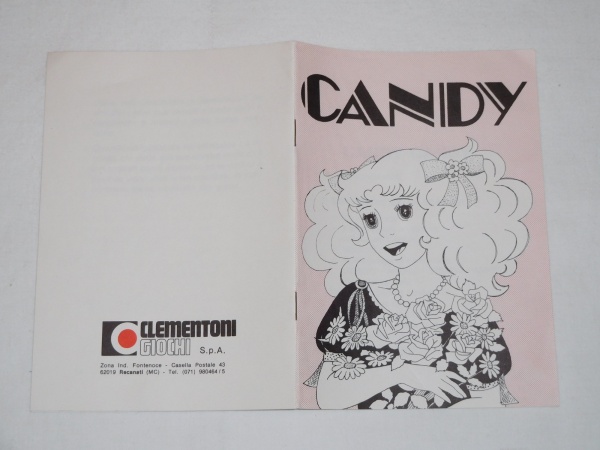 CANDY
CLEMENTONI
GIOCHI S.p.A.
Zona Ind. Fontenoce - Casella Postale 43
62019 Recanati (MC) - Tel. (071) 980464/5